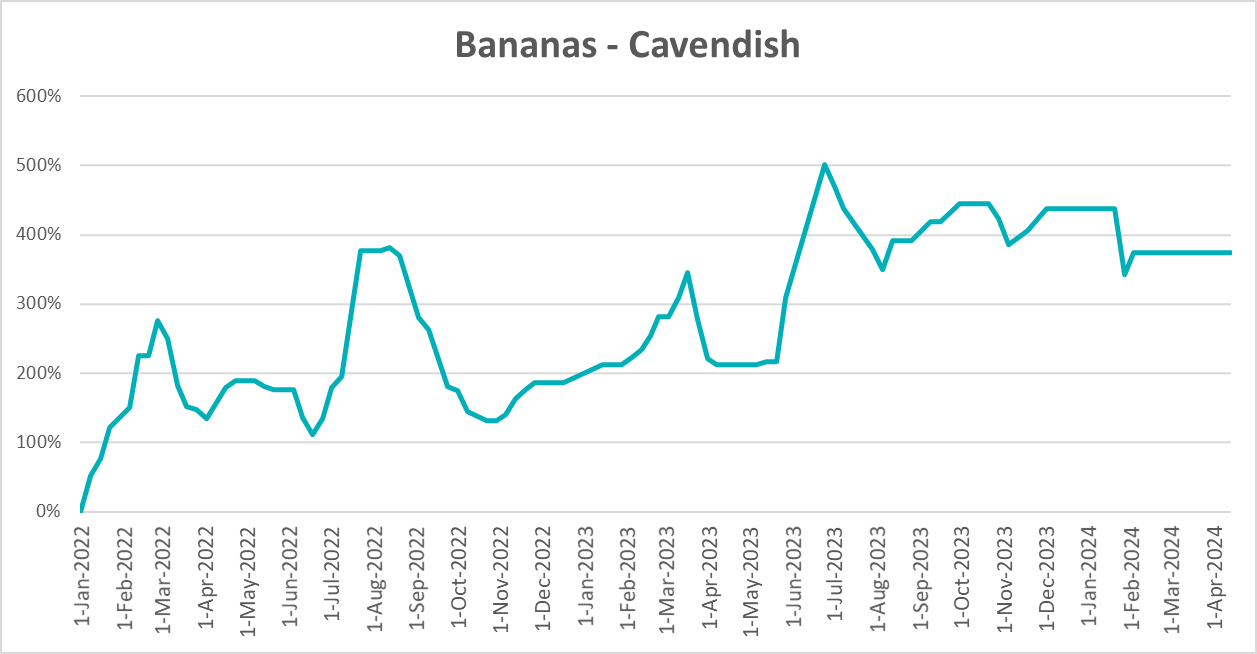 Bananas - Cavendish
600%
500%
400%
300%
200%
100%
0%
1-Jan-2022
1-Feb-2022
1-Mar-2022
1-Apr-2022
1-May-2022
1-Jun-2022
1-Jul-2022
1-Aug-2022
1-Sep-2022
1-Oct-2022
1-Nov-2022
1-Dec-2022
1-Jan-2023
1-Feb-2023
1-Mar-2023
1-Apr-2023
1-May-2023
1-Jun-2023
1-Jul-2023
1-Aug-2023
1-Sep-2023
1-Oct-2023
1-Nov-2023
1-Dec-2023
1-Jan-2024
1-Feb-2024
1-Mar-2024
1-Apr-2024